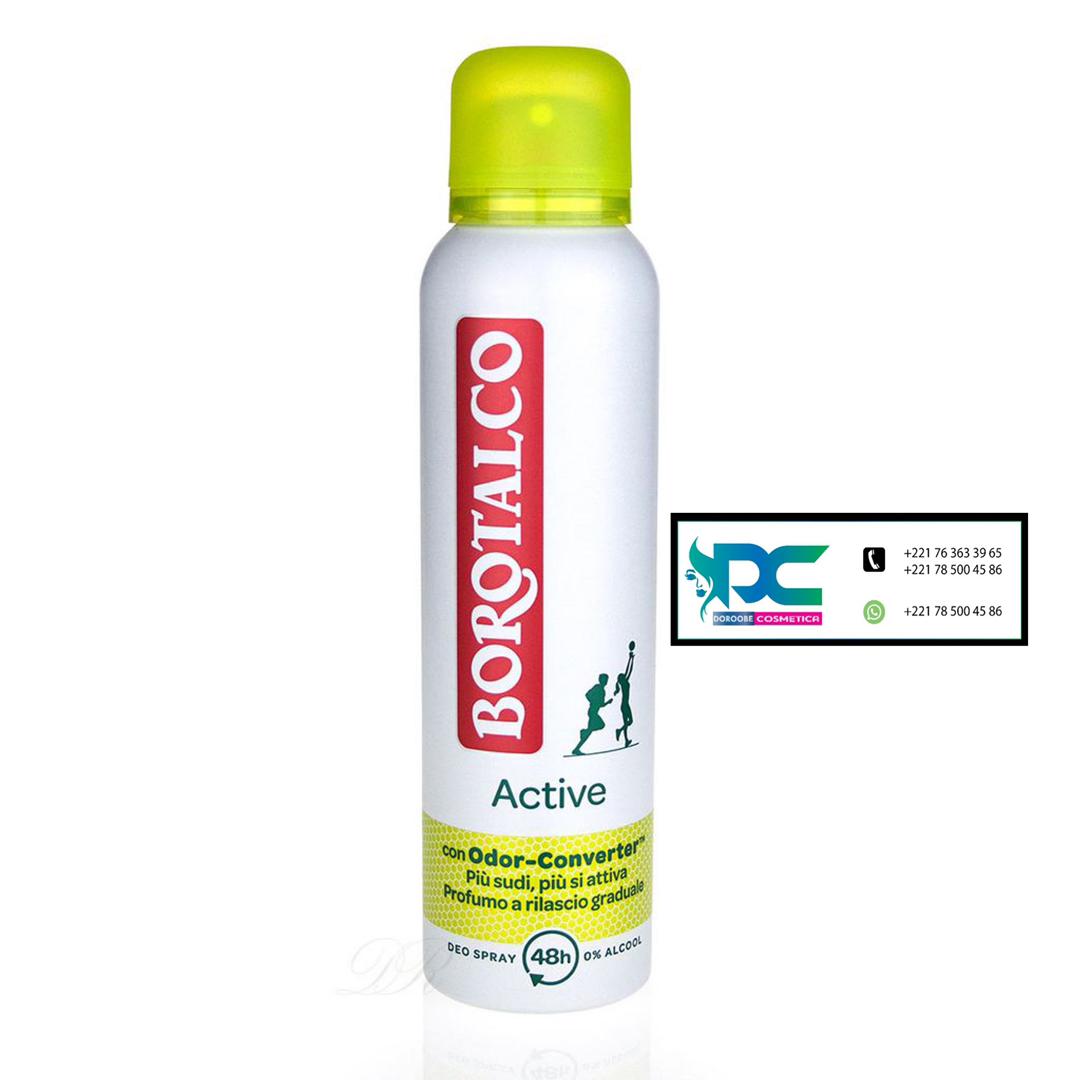 BOROTALCO
Active
con Odor-Converter™
Più sudi, più si attiva
Profumo a rilascio graduale
DEO SPRAY 48h 0% ALCOOL
DR
DC
DOROOBE COSMETICA
+221 76 363 39 65
+221 78 500 45 86
+221 78 500 45 86